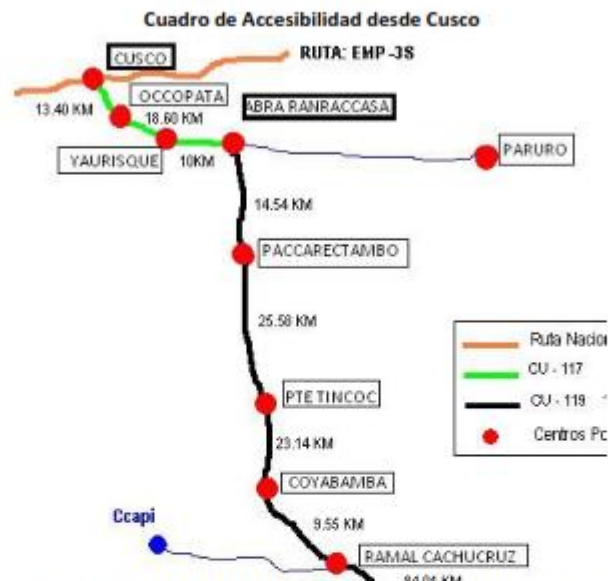 Cuadro de Accesibilidad desde Cusco
CUSCO
RUTA: EMP -3S
13.40 KM
OCCOPATA
18.60 KM
ABRA RANRACCASA
YAURISQUE
10KM
PARURO
14.54 KM
PACCARECTAMBO
25.58 KM
Ruta Nacio
CU - 117
CU - 119
Centros Po
PTE TINCOC
23.14 KM
COYABAMBA
Ccapi
9.55 KM
RAMAL CACHUCRUZ